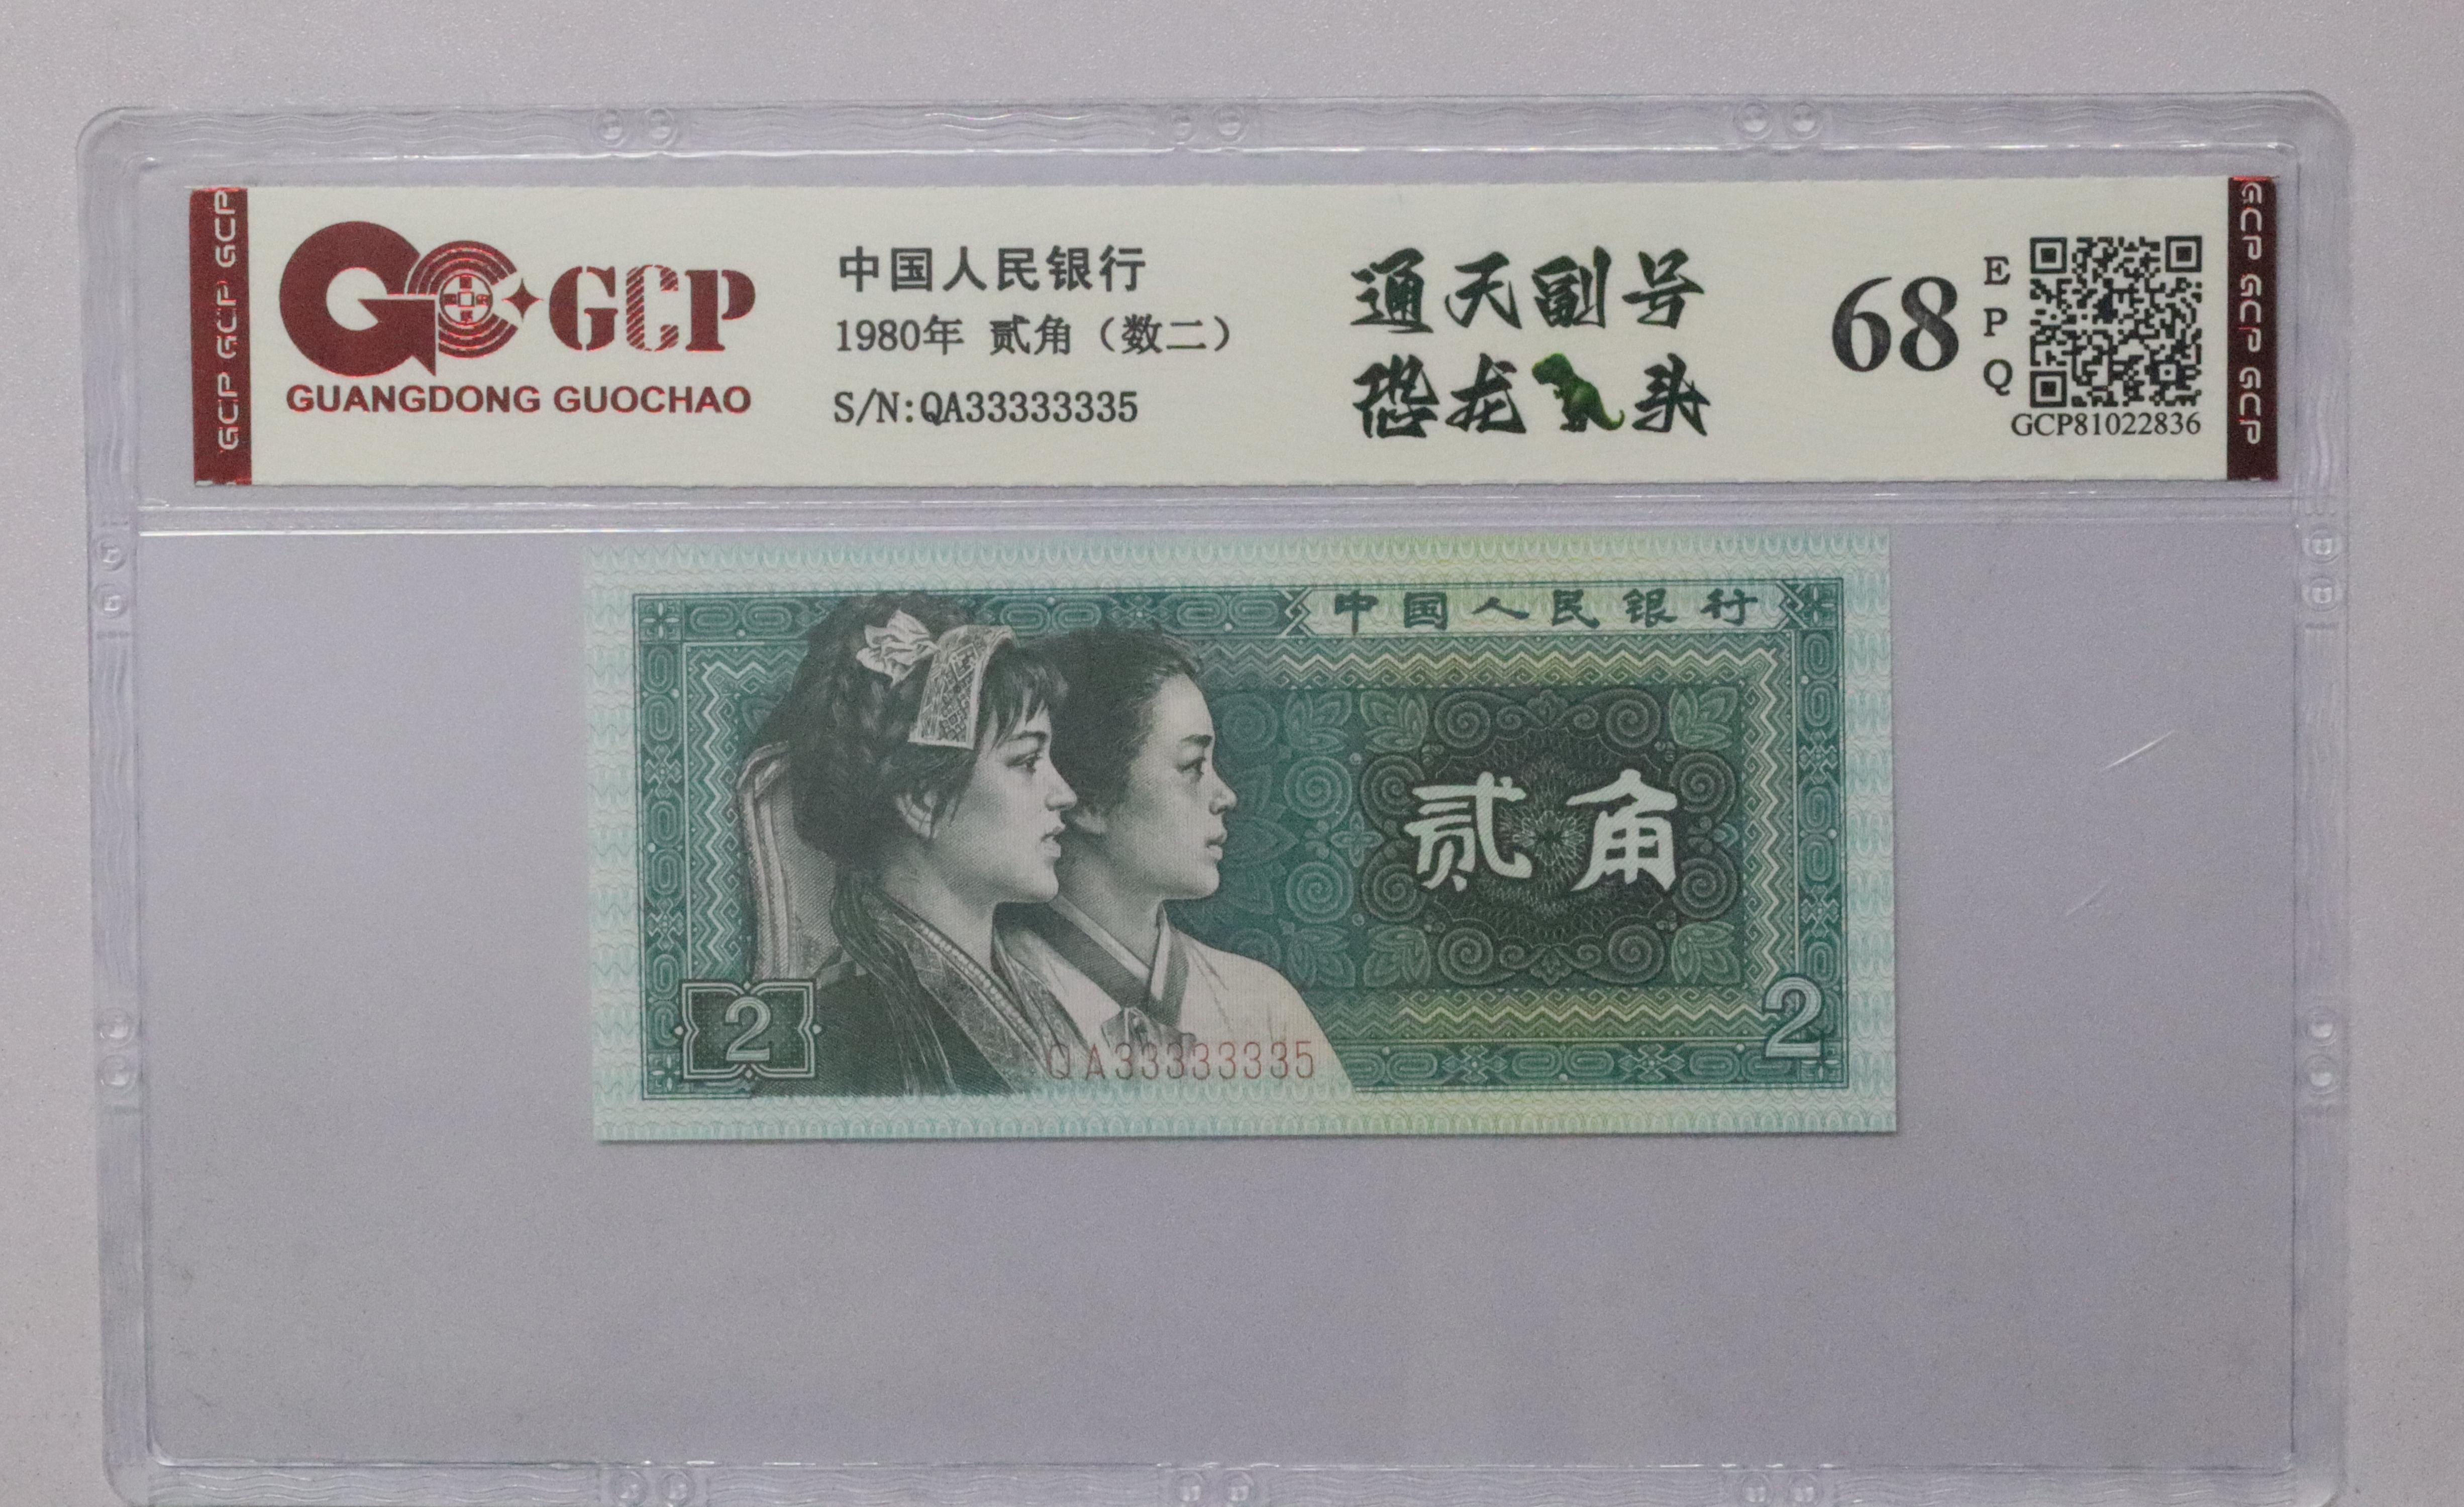 GCP GCP GCP
GCP
GUANGDONG GUOCHAO
中国人民银行
1980年 贰角（数二）
S/N:QA33333335
通天副号
恐龙头
68
EPQ
GCP81022836
GCP GCP GCP
中国人民银行
贰角
2
2
QA33333335